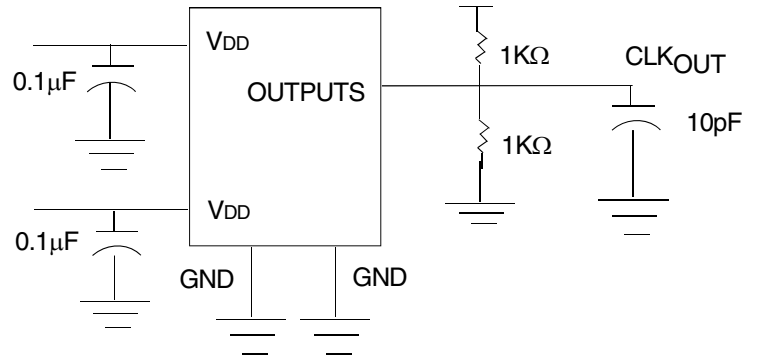 VDD
1KΩ
CLKOUT
0.1μF
OUTPUTS
10pF
1KΩ
VDD
0.1μF
GND
GND